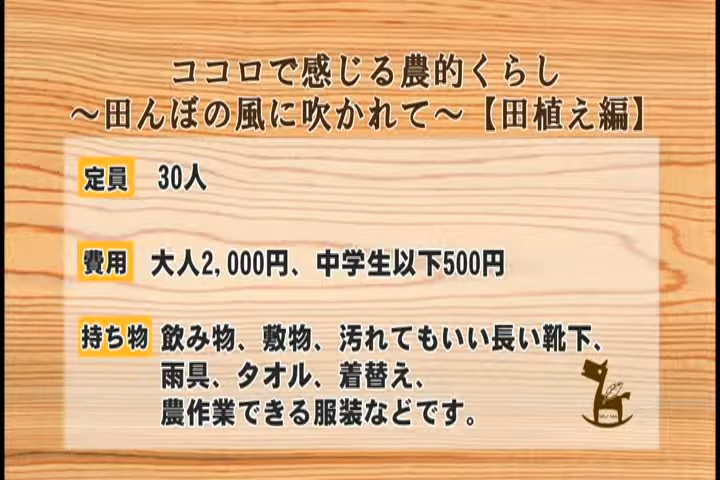 ココロで感じる農的くらし
～田んぼの風に吹かれて～【田植え編】
定員 30人
費用 大人2,000円、中学生以下500円
持ち物 飲み物、敷物、汚れてもいい長い靴下、
雨具、タオル、着替え、
農作業できる服装などです。